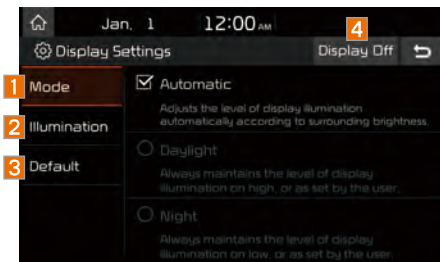 Jan. 1 12:00 AM
4
Display Settings Display Off
1 Mode
Automatic
Adjusts the level of display illumination
automatically according to surrounding brightness.
2 Illumination
Daylight
3 Default
Always maintains the level of display
illumination on high, or as set by the user.
Night
Always maintains the level of display
illumination on low, or as set by the user.